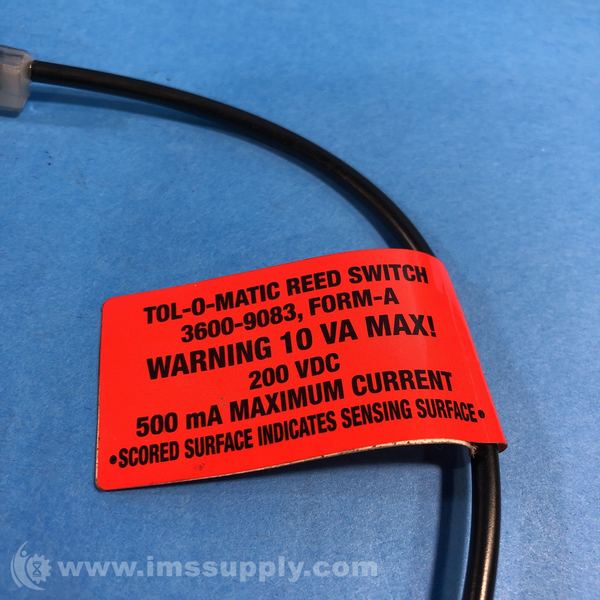 TOL-O-MATIC REED SWITCH
3600-9083, FORM-A
WARNING 10 VA MAX!
200 VDC
500 mA MAXIMUM CURRENT
•SCORED SURFACE INDICATES SENSING SURFACE•
www.imssupply.com